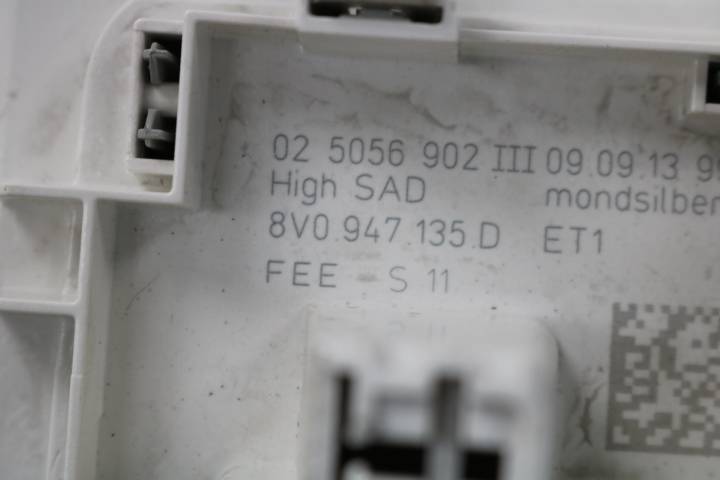 02 5056 902 III 09.09.13
High SAD mondsilber
8V0.947.135.D ET1
FEE - S 11